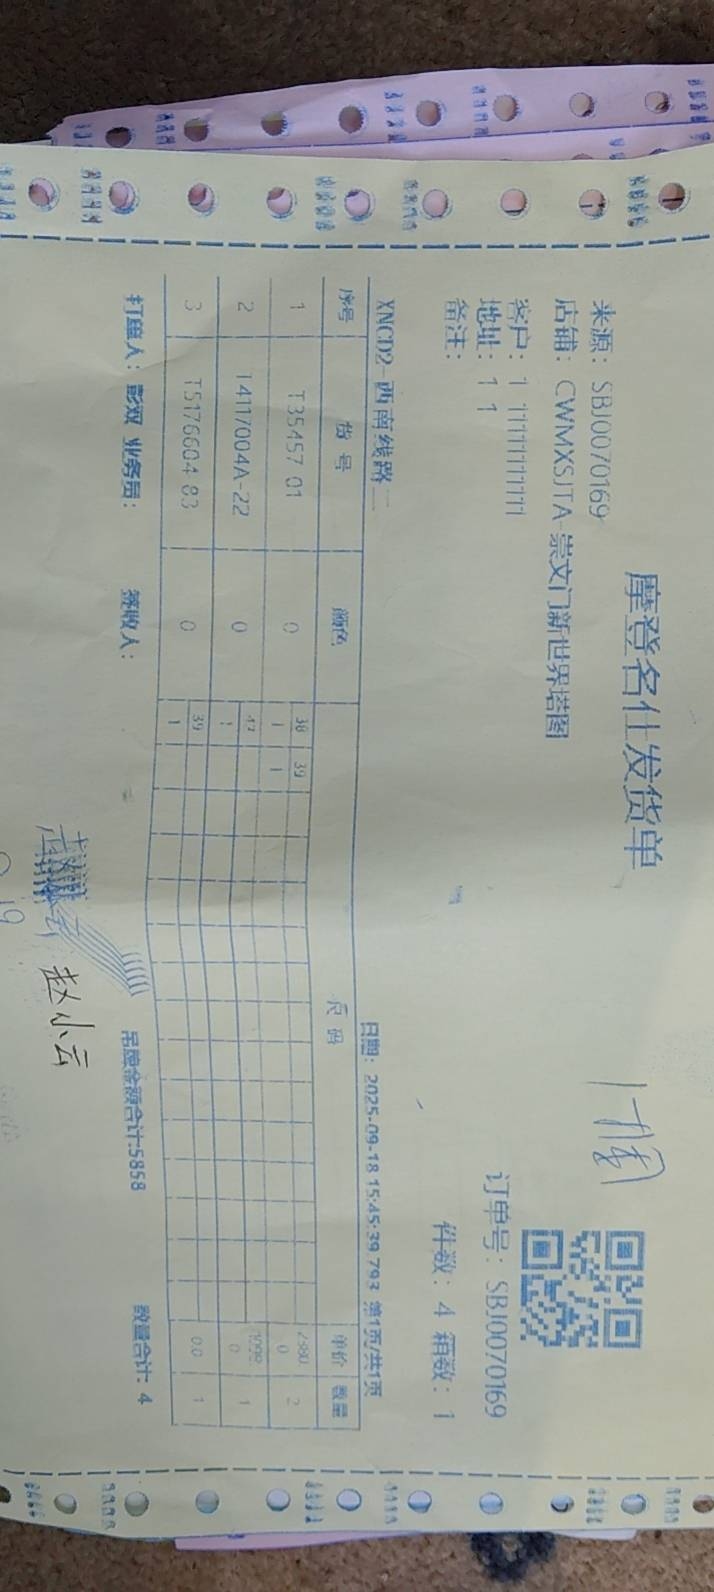 摩登名仕发货单
来源：SBJ0070169
订单号：SBJ0070169
店铺：CWMXSJTA-崇文门新世界塔图
客户：1 11111111111
件数：4 箱数：1
地址：1 1
备注：
XNCD2-西南线路二
日期：2025-09-18 15:45:39.793 第1页/共1页
序号 货号 颜色 尺码 单价 数量
38 39
1 T35457 01 0 1 1 2
2 T4117004A-22 0 1 1
39
3 T5176604 83 0 1 0.0 1
打单人：彭双 业务员： 签收人： 吊牌金额合计:5858 数量合计: 4
赵小云